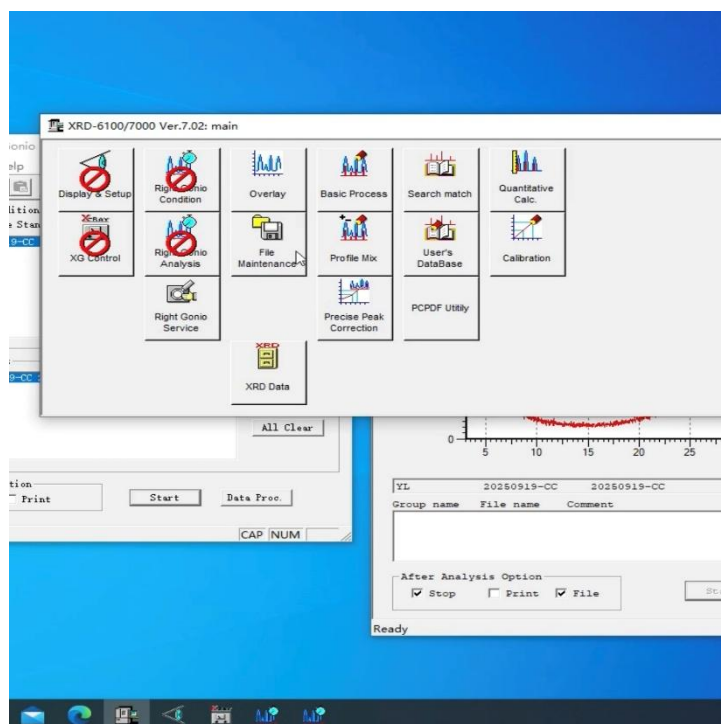 XRD-6100/7000 Ver.7.02: main
Display & Setup
Right Gonio
Condition
Overlay
Basic Process
Search match
Quantitative
Calc.
XG Control
Right Gonio
Analysis
File
Maintenance
Profile Mix
User's
DataBase
Calibration
Right Gonio
Service
Precise Peak
Correction
PCPDF Utitily
XRD
XRD Data
onio
elp
dition
e Stan
9-CC
9-CC
All Clear
tion
Print
Start
Data Proc.
CAP NUM
0
5 10 15 20 25
YL 20250919-CC 20250919-CC
Group name File name Comment
After Analysis Option
Stop Print File
Ready